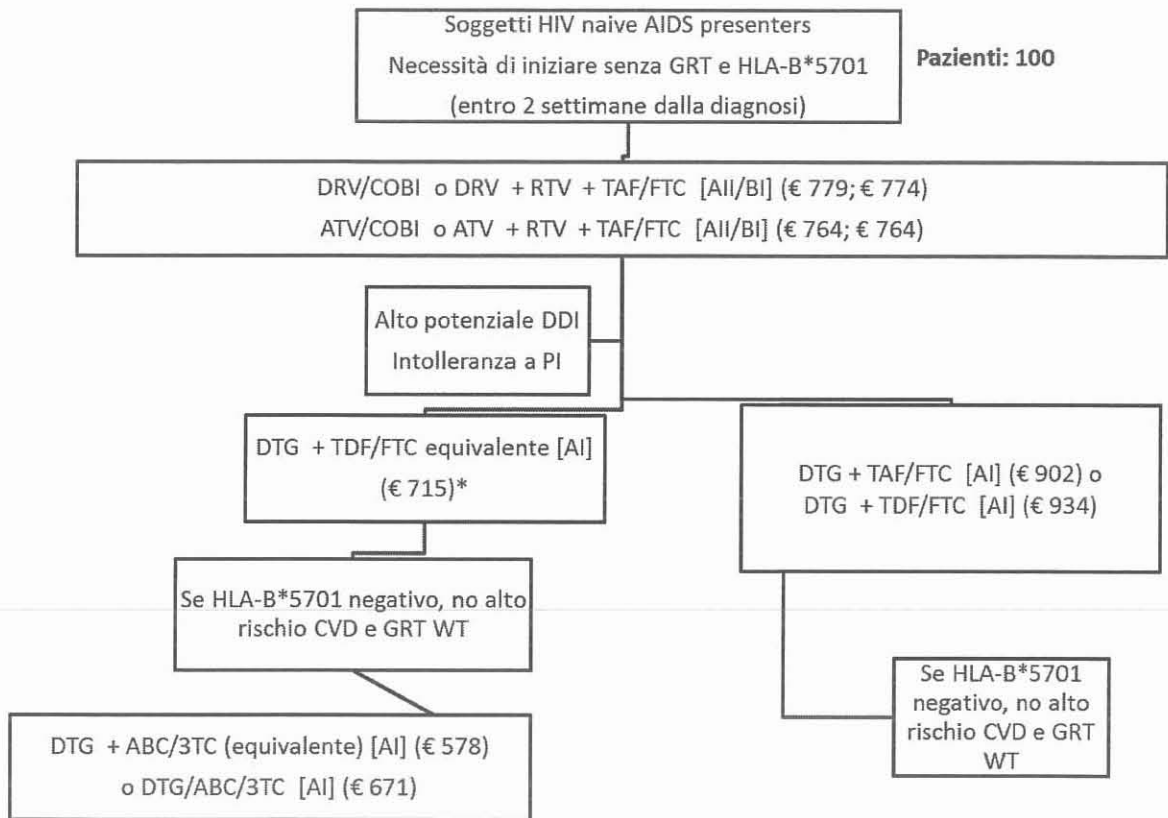 Soggetti HIV naive AIDS presenters
Necessità di iniziare senza GRT e HLA-B*5701
(entro 2 settimane dalla diagnosi)
Pazienti: 100
DRV/COBI o DRV + RTV + TAF/FTC [AII/BI] (€ 779; € 774)
ATV/COBI o ATV + RTV + TAF/FTC [AII/BI] (€ 764; € 764)
Alto potenziale DDI
Intolleranza a PI
DTG + TDF/FTC equivalente [AI]
(€ 715)*
DTG + TAF/FTC [AI] (€ 902) o
DTG + TDF/FTC [AI] (€ 934)
Se HLA-B*5701 negativo, no alto
rischio CVD e GRT WT
Se HLA-B*5701
negativo, no alto
rischio CVD e GRT
WT
DTG + ABC/3TC (equivalente) [AI] (€ 578)
o DTG/ABC/3TC [AI] (€ 671)